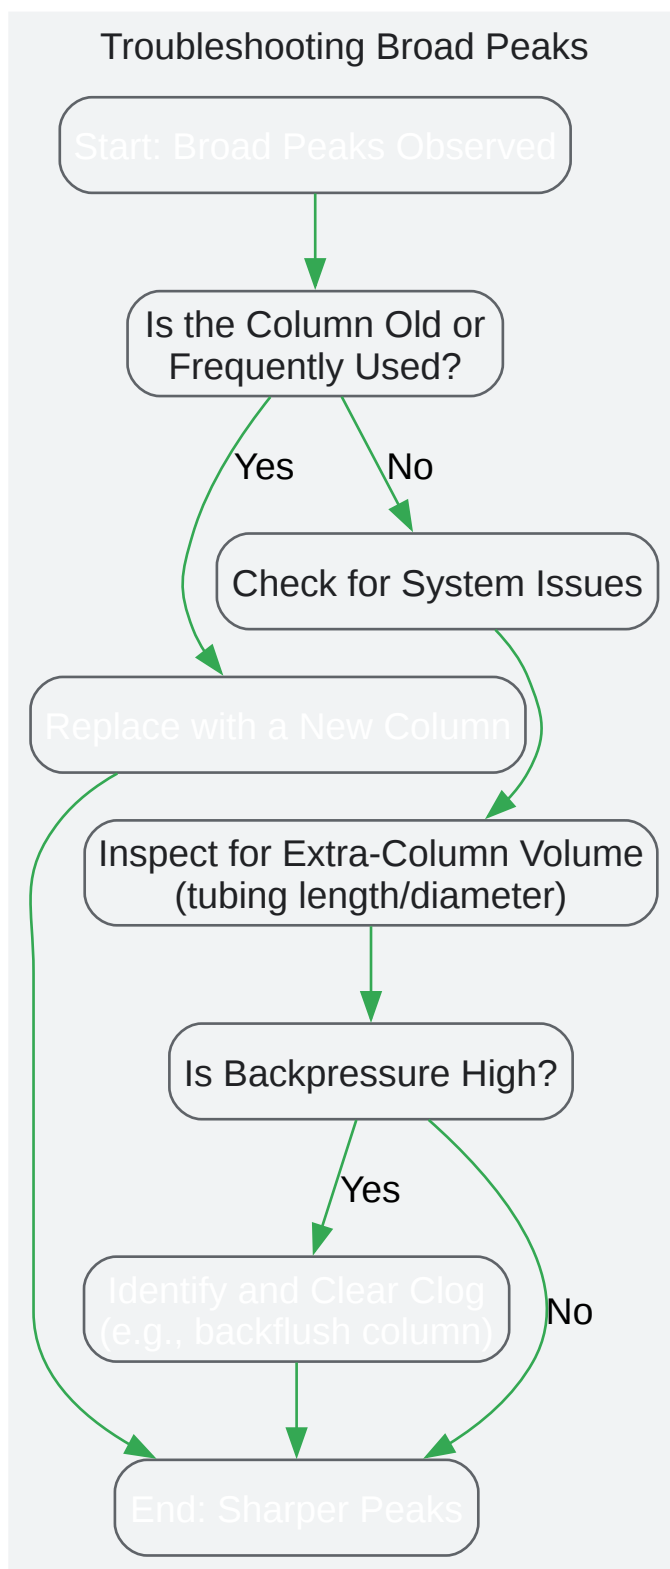 Troubleshooting Broad Peaks
Start: Broad Peaks Observed
Is the Column Old or
Frequently Used?
Yes
No
Check for System Issues
Replace with a New Column
Inspect for Extra-Column Volume
(tubing length/diameter)
Is Backpressure High?
Yes
Identify and Clear Clog
(e.g., backflush column)
No
End: Sharper Peaks